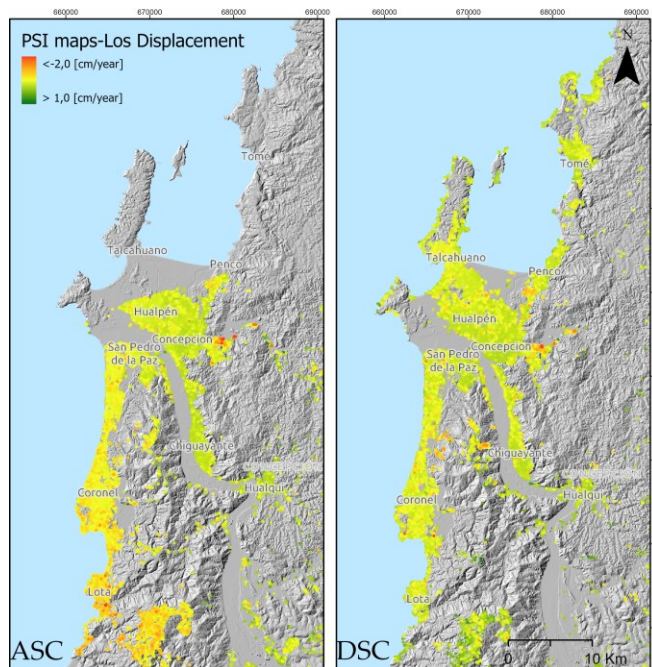 660000 670000 680000 690000
660000 670000 680000 690000
PSI maps-Los Displacement
<-2,0 [cm/year]
> 1,0 [cm/year]
N
Tomé
Talcahuano
Penco
Hualpén
Concepcion
San Pedro
de la Paz
Chiguayante
Hualqui
Coronel
Lota
ASC
Tomé
Talcahuano
Penco
Hualpén
Concepcion
San Pedro
de la Paz
Chiguayante
Hualqui
Coronel
Lota
DSC
0 10 Km